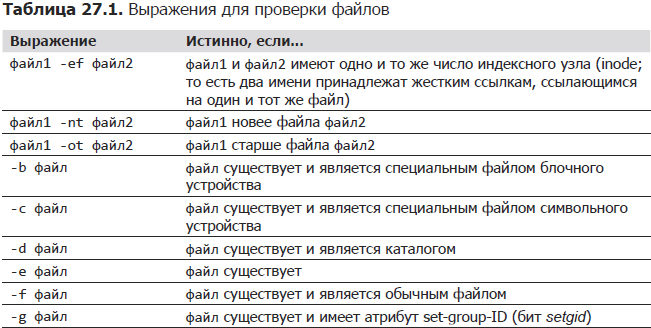 Таблица 27.1. Выражения для проверки файлов
Выражение Истинно, если...
файл1 -ef файл2 файл1 и файл2 имеют одно и то же число индексного узла (inode;
то есть два имени принадлежат жестким ссылкам, ссылающимся
на один и тот же файл)
файл1 -nt файл2 файл1 новее файла файл2
файл1 -ot файл2 файл1 старше файла файл2
-b файл файл существует и является специальным файлом блочного
устройства
-c файл файл существует и является специальным файлом символьного
устройства
-d файл файл существует и является каталогом
-e файл файл существует
-f файл файл существует и является обычным файлом
-g файл файл существует и имеет атрибут set-group-ID (бит setgid)